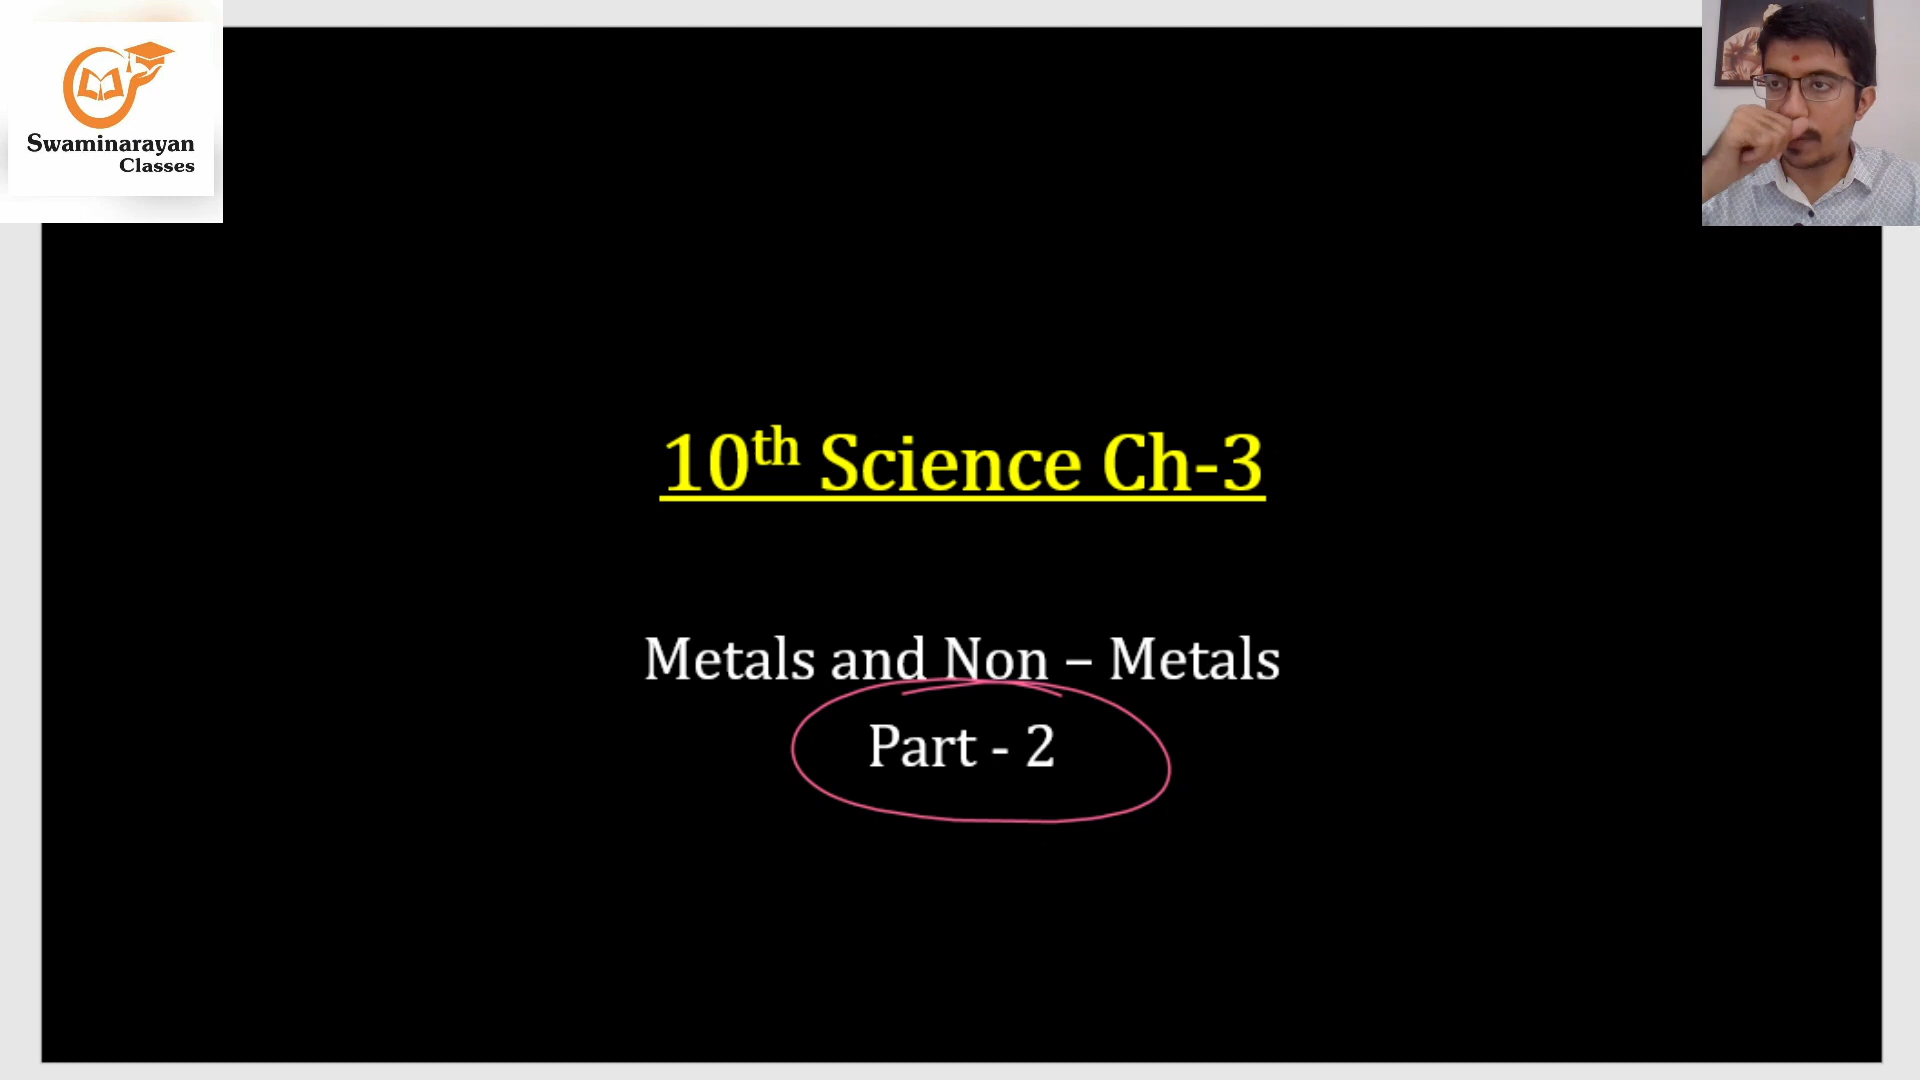 Swaminarayan
Classes
10th Science Ch-3
Metals and Non – Metals
Part - 2